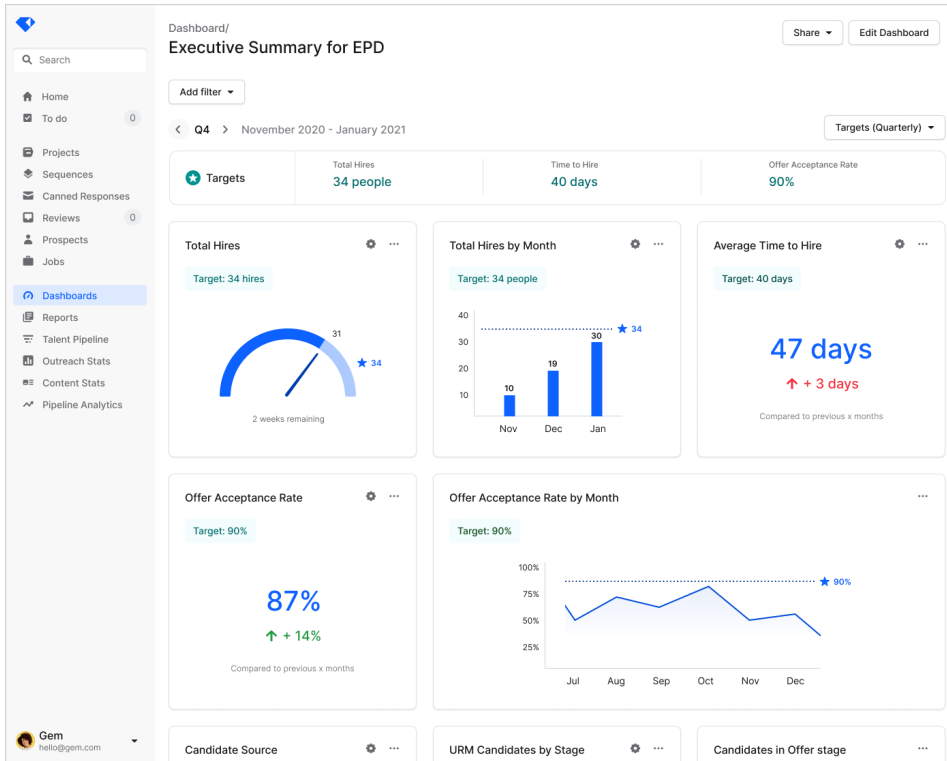 Dashboard/
Executive Summary for EPD
Share
Edit Dashboard
Search
Home
To do 0
Projects
Sequences
Canned Responses
Reviews 0
Prospects
Jobs
Dashboards
Reports
Talent Pipeline
Outreach Stats
Content Stats
Pipeline Analytics
Gem
hello@gem.com
Add filter
Q4 November 2020 - January 2021
Targets (Quarterly)
Targets
Total Hires
34 people
Time to Hire
40 days
Offer Acceptance Rate
90%
Total Hires
Target: 34 hires
31
34
2 weeks remaining
Total Hires by Month
Target: 34 people
40
30
20
10
34
10
19
30
Nov Dec Jan
Average Time to Hire
Target: 40 days
47 days
+ 3 days
Compared to previous x months
Offer Acceptance Rate
Target: 90%
87%
+ 14%
Compared to previous x months
Offer Acceptance Rate by Month
Target: 90%
100%
75%
50%
25%
90%
Jul Aug Sep Oct Nov Dec
Candidate Source
URM Candidates by Stage
Candidates in Offer stage